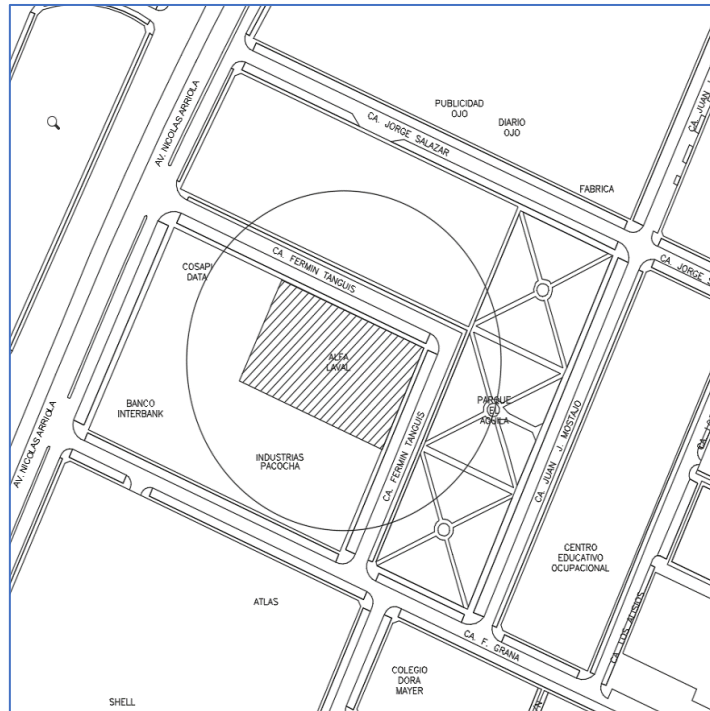 PUBLICIDAD
OJO
DIARIO
OJO
CA. JORGE SALAZAR
AV. NICOLAS ARRIOLA
FABRICA
CA. JUAN J.
CA. JORGE S
COSAPI
DATA
CA. FERMIN TANGUIS
ALFA
LAVAL
PARQUE
EL
AGUILA
BANCO
INTERBANK
AV. NICOLAS ARRIOLA
INDUSTRIAS
PACOCHA
CA. FERMIN TANGUIS
CA. JUAN J. MOSTAJO
CENTRO
EDUCATIVO
OCUPACIONAL
ATLAS
CA. F. GRANA
CA. LOS ALISIOS
COLEGIO
DORA
MAYER
SHELL